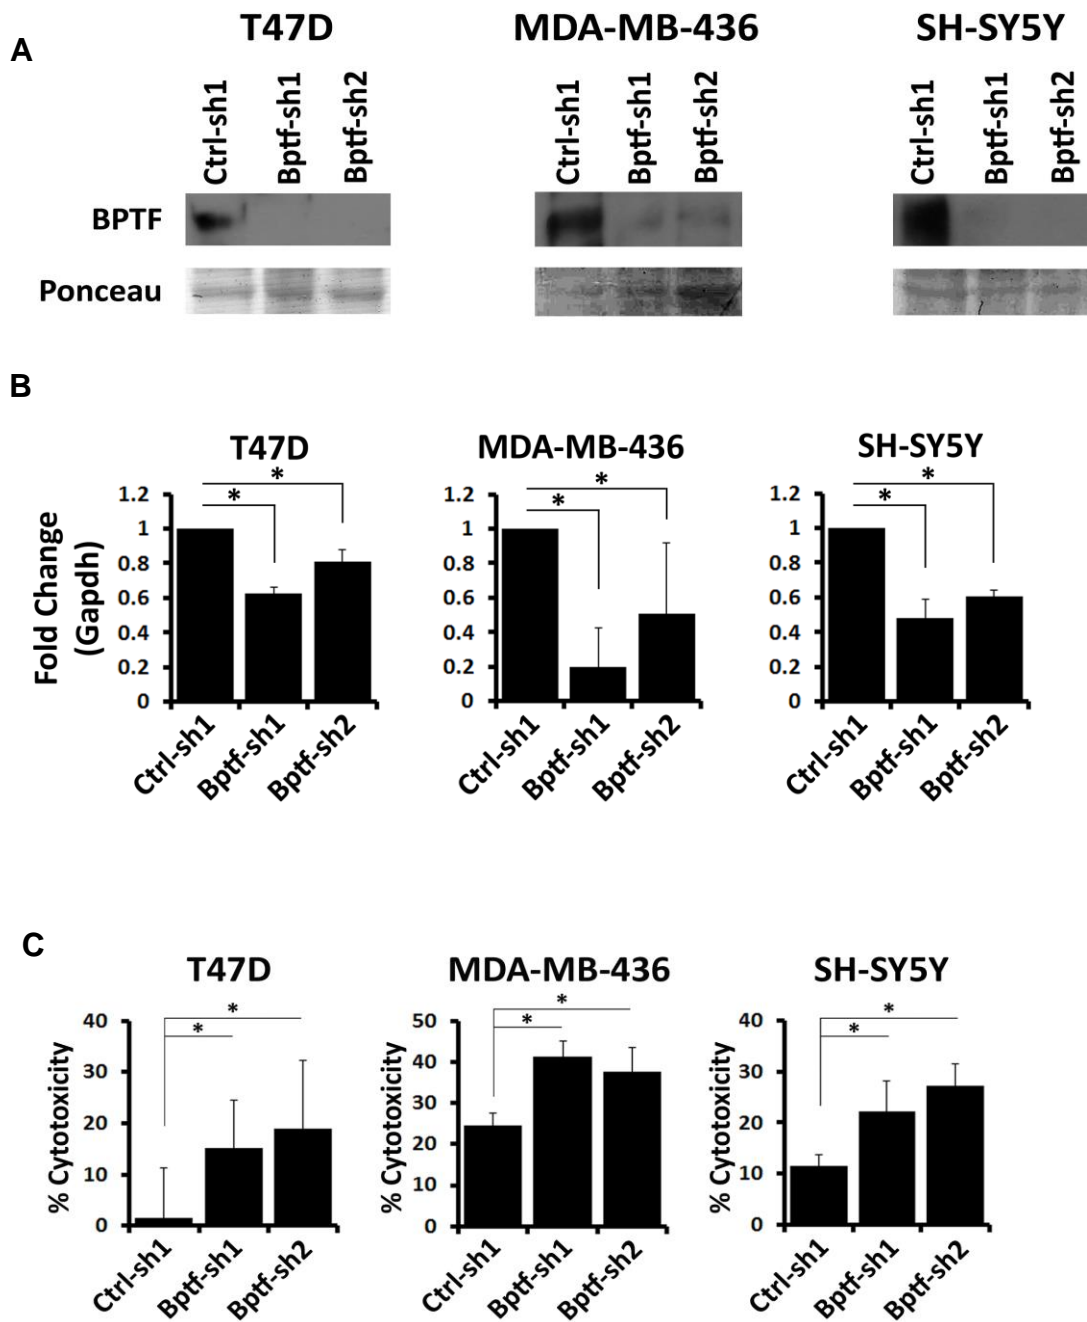 A
T47D MDA-MB-436 SH-SY5Y
Ctrl-sh1 Bptf-sh1 Bptf-sh2 Ctrl-sh1 Bptf-sh1 Bptf-sh2 Ctrl-sh1 Bptf-sh1 Bptf-sh2
BPTF
Ponceau
B
T47D
Fold Change
(Gapdh)
* *
1.2
1
0.8
0.6
0.4
0.2
0
Ctrl-sh1 Bptf-sh1 Bptf-sh2
MDA-MB-436
* *
1.2
1
0.8
0.6
0.4
0.2
0
Ctrl-sh1 Bptf-sh1 Bptf-sh2
SH-SY5Y
* *
1.2
1
0.8
0.6
0.4
0.2
0
Ctrl-sh1 Bptf-sh1 Bptf-sh2
C
T47D
% Cytotoxicity
* *
40
30
20
10
0
Ctrl-sh1 Bptf-sh1 Bptf-sh2
MDA-MB-436
% Cytotoxicity
* *
50
40
30
20
10
0
Ctrl-sh1 Bptf-sh1 Bptf-sh2
SH-SY5Y
% Cytotoxicity
* *
40
30
20
10
0
Ctrl-sh1 Bptf-sh1 Bptf-sh2